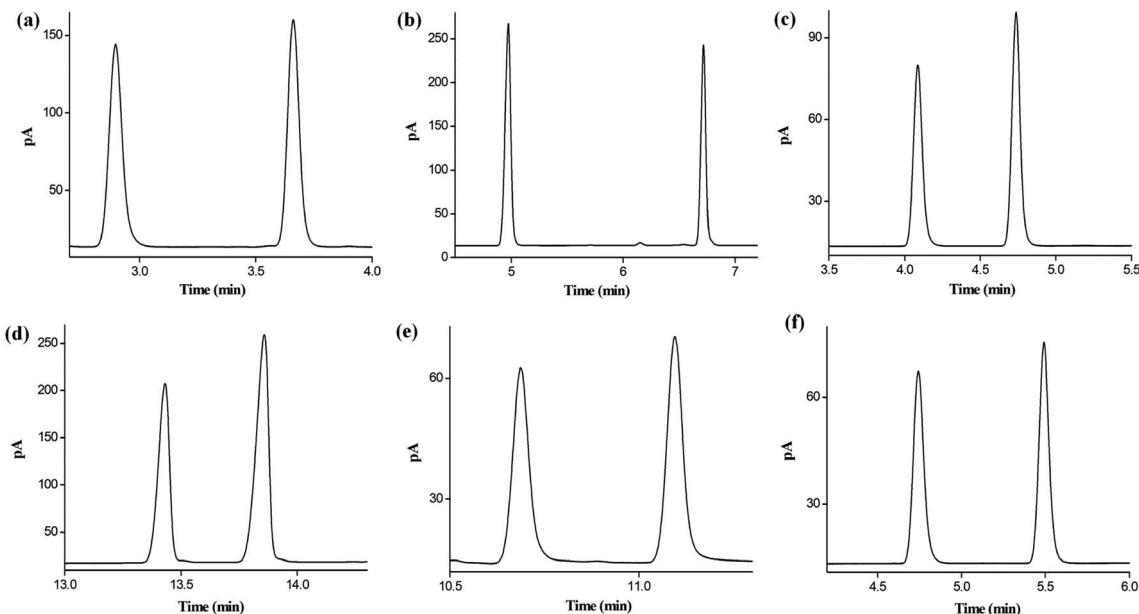 (a)
150
100
50
pA
3.0 3.5 4.0
Time (min)
(b)
250
200
150
100
50
0
pA
5 6 7
Time (min)
(c)
90
60
30
pA
3.5 4.0 4.5 5.0 5.5
Time (min)
(d)
250
200
150
100
50
pA
13.0 13.5 14.0
Time (min)
(e)
60
30
pA
10.5 11.0
Time (min)
(f)
60
30
pA
4.5 5.0 5.5 6.0
Time (min)